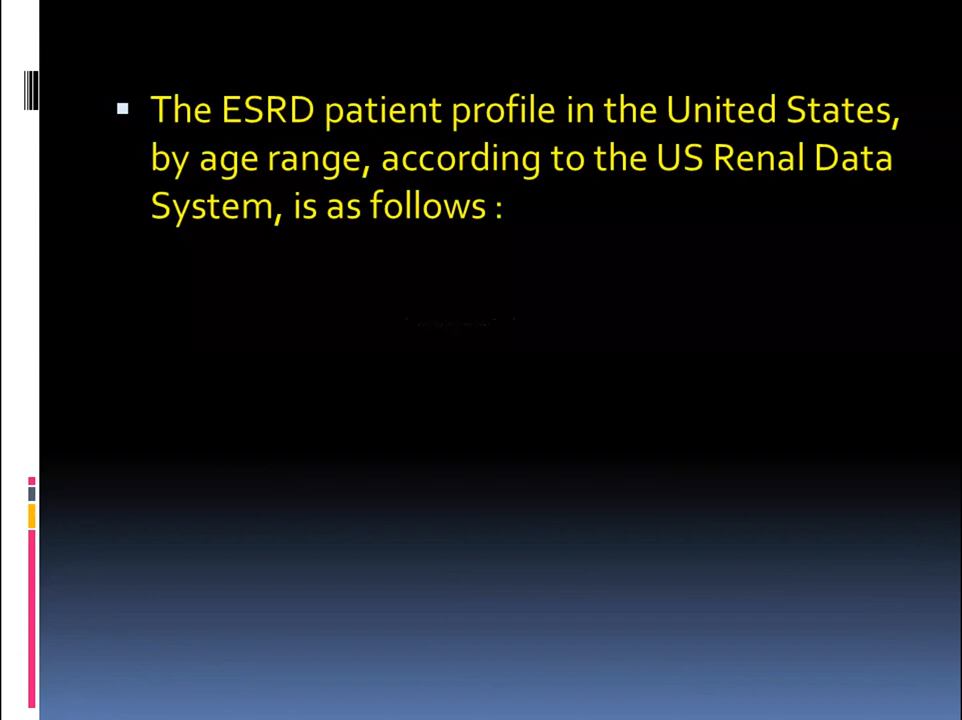 The ESRD patient profile in the United States,
by age range, according to the US Renal Data
System, is as follows :